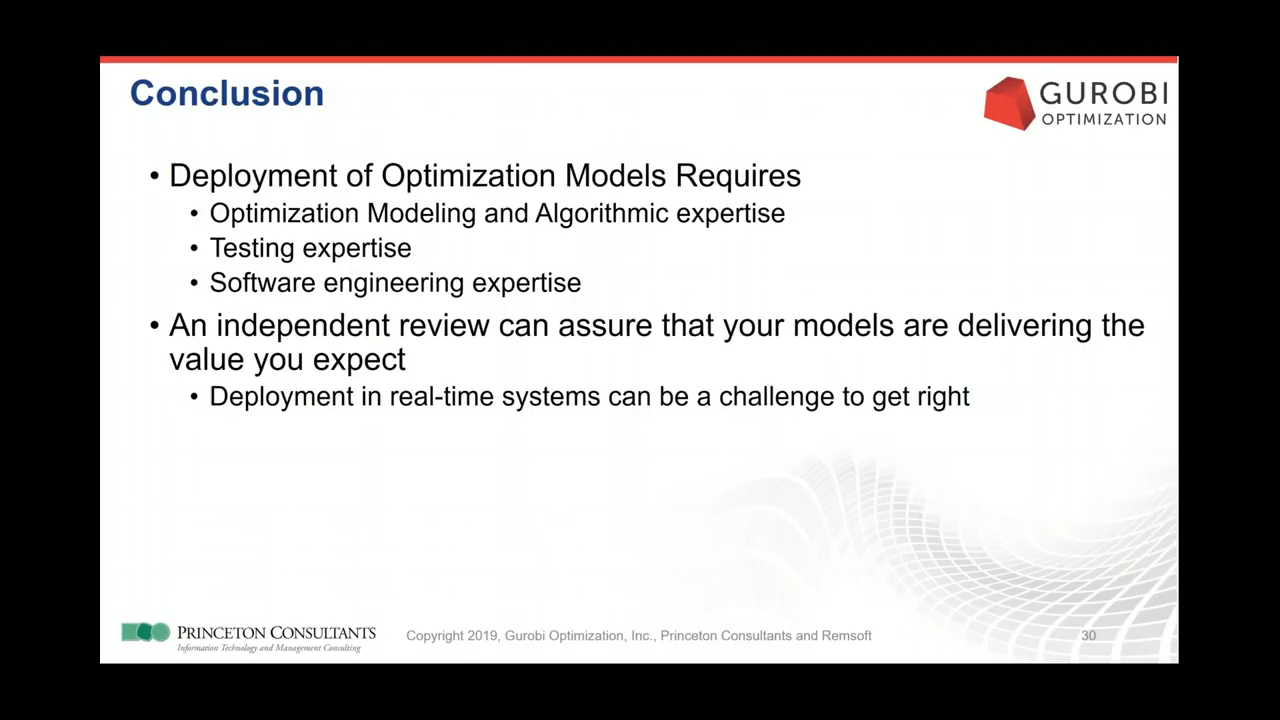 Conclusion
GUROBI
OPTIMIZATION
• Deployment of Optimization Models Requires
• Optimization Modeling and Algorithmic expertise
• Testing expertise
• Software engineering expertise
• An independent review can assure that your models are delivering the
value you expect
• Deployment in real-time systems can be a challenge to get right
PRINCETON CONSULTANTS
Information Technology and Management Consulting
Copyright 2019, Gurobi Optimization, Inc., Princeton Consultants and Remsoft
30